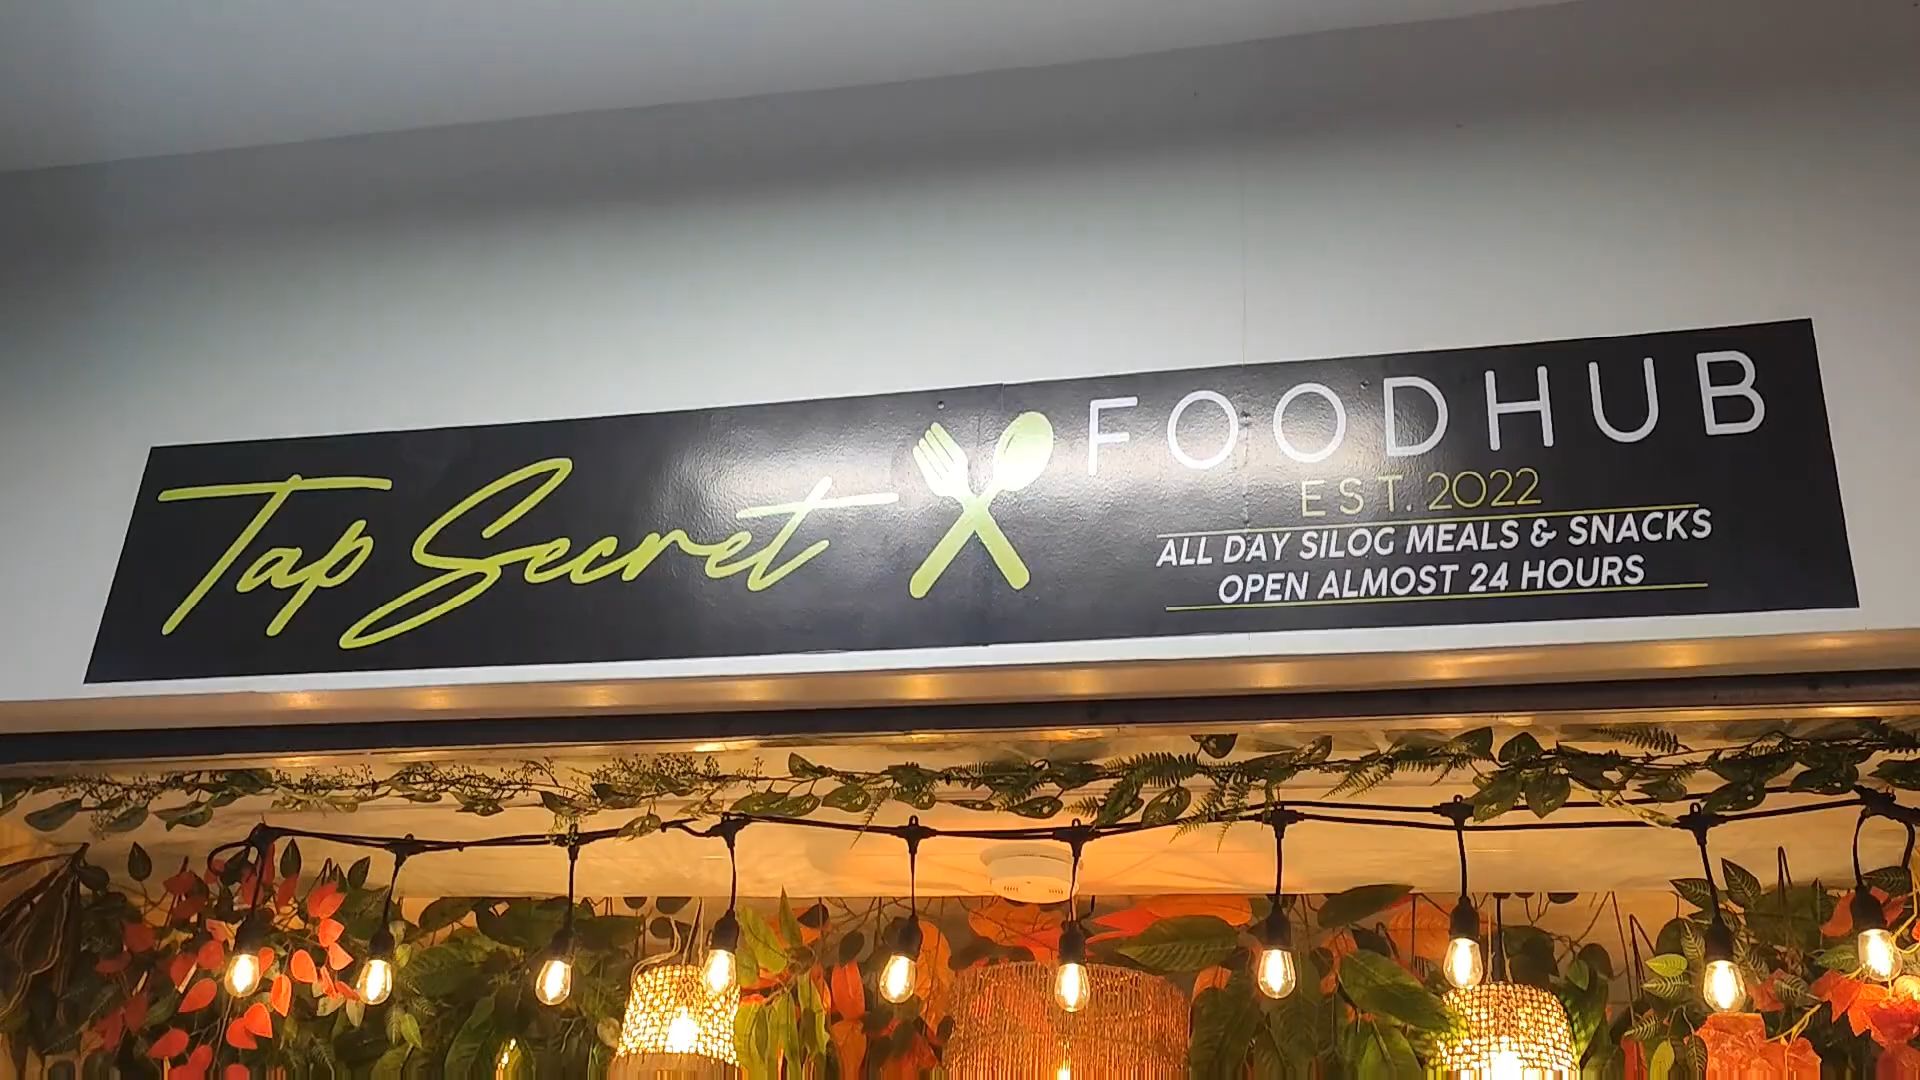 Tap Secret
FOODHUB
EST. 2022
ALL DAY SILOG MEALS & SNACKS
OPEN ALMOST 24 HOURS